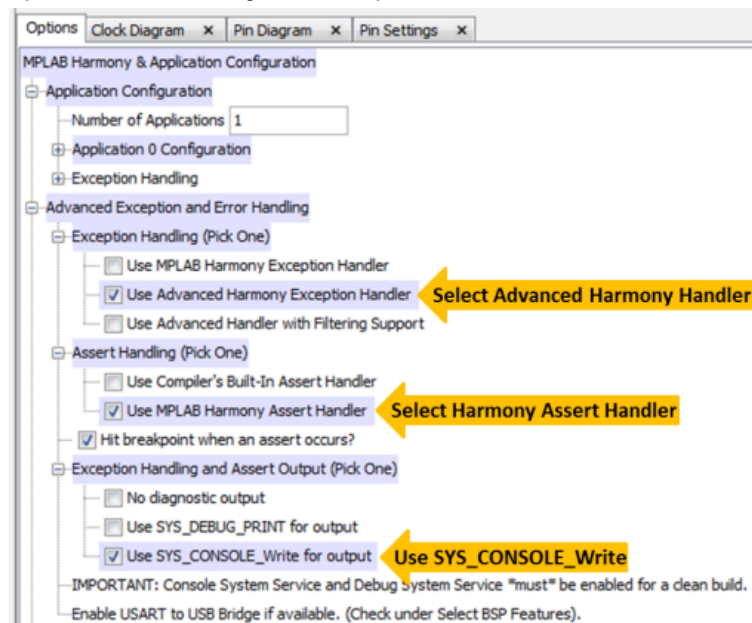 Options Clock Diagram x Pin Diagram x Pin Settings x
MPLAB Harmony & Application Configuration
Application Configuration
Number of Applications 1
Application 0 Configuration
Exception Handling
Advanced Exception and Error Handling
Exception Handling (Pick One)
Use MPLAB Harmony Exception Handler
Use Advanced Harmony Exception Handler Select Advanced Harmony Handler
Use Advanced Handler with Filtering Support
Assert Handling (Pick One)
Use Compiler's Built-In Assert Handler
Use MPLAB Harmony Assert Handler Select Harmony Assert Handler
Hit breakpoint when an assert occurs?
Exception Handling and Assert Output (Pick One)
No diagnostic output
Use SYS_DEBUG_PRINT for output
Use SYS_CONSOLE_Write for output Use SYS_CONSOLE_Write
IMPORTANT: Console System Service and Debug System Service *must* be enabled for a clean build.
Enable USART to USB Bridge if available. (Check under Select BSP Features).